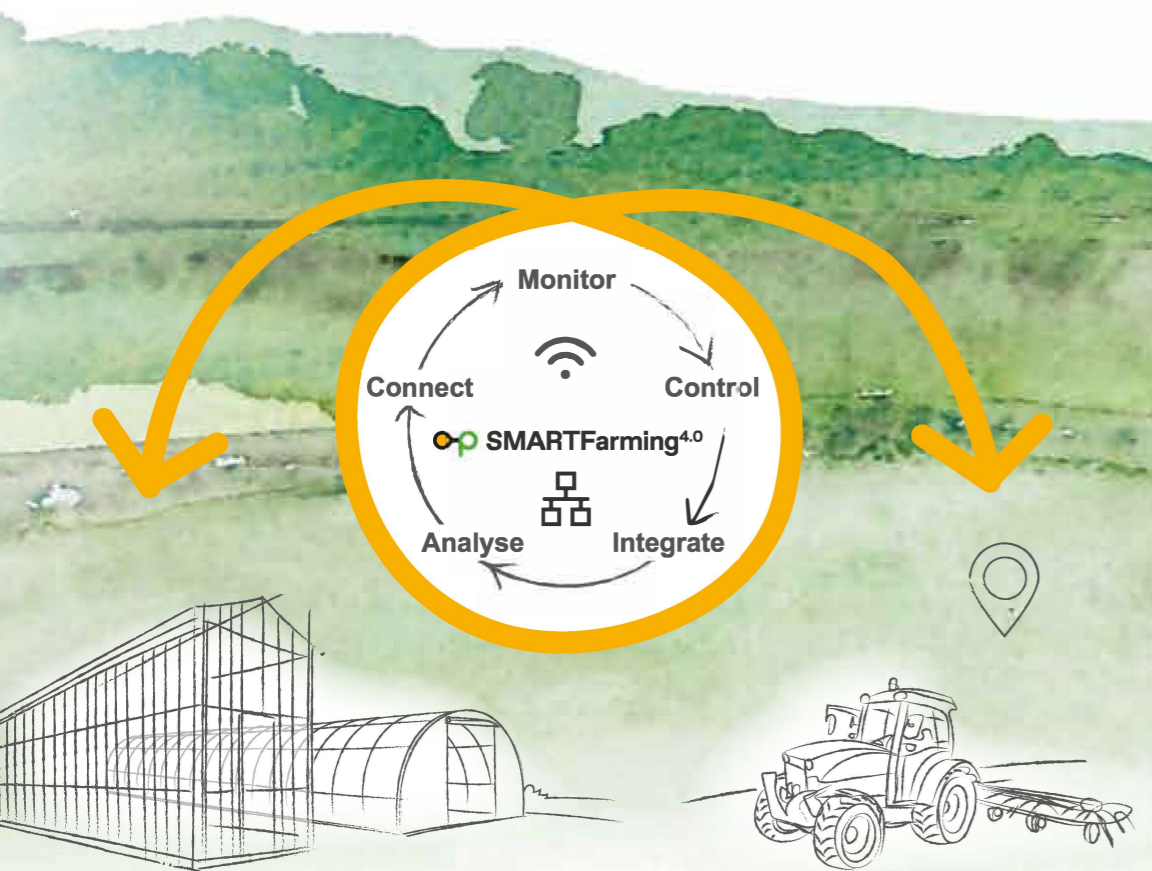 Monitor
Connect
Control
SMARTFarming4.0
Analyse
Integrate